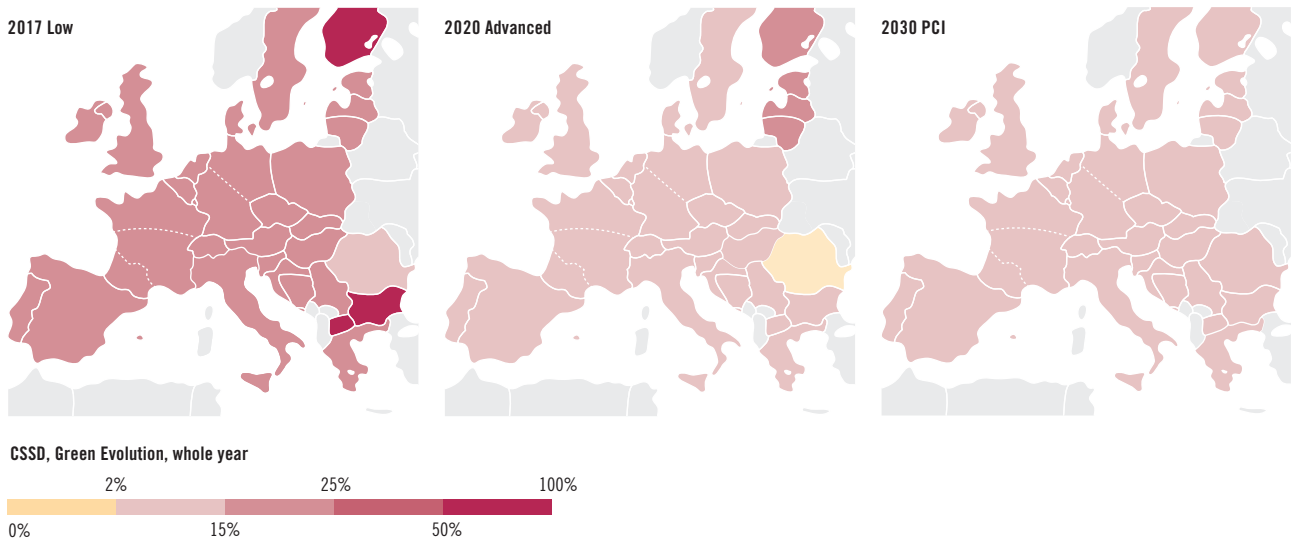 2017 Low
2020 Advanced
2030 PCI
CSSD, Green Evolution, whole year
2% 25% 100%
0% 15% 50%